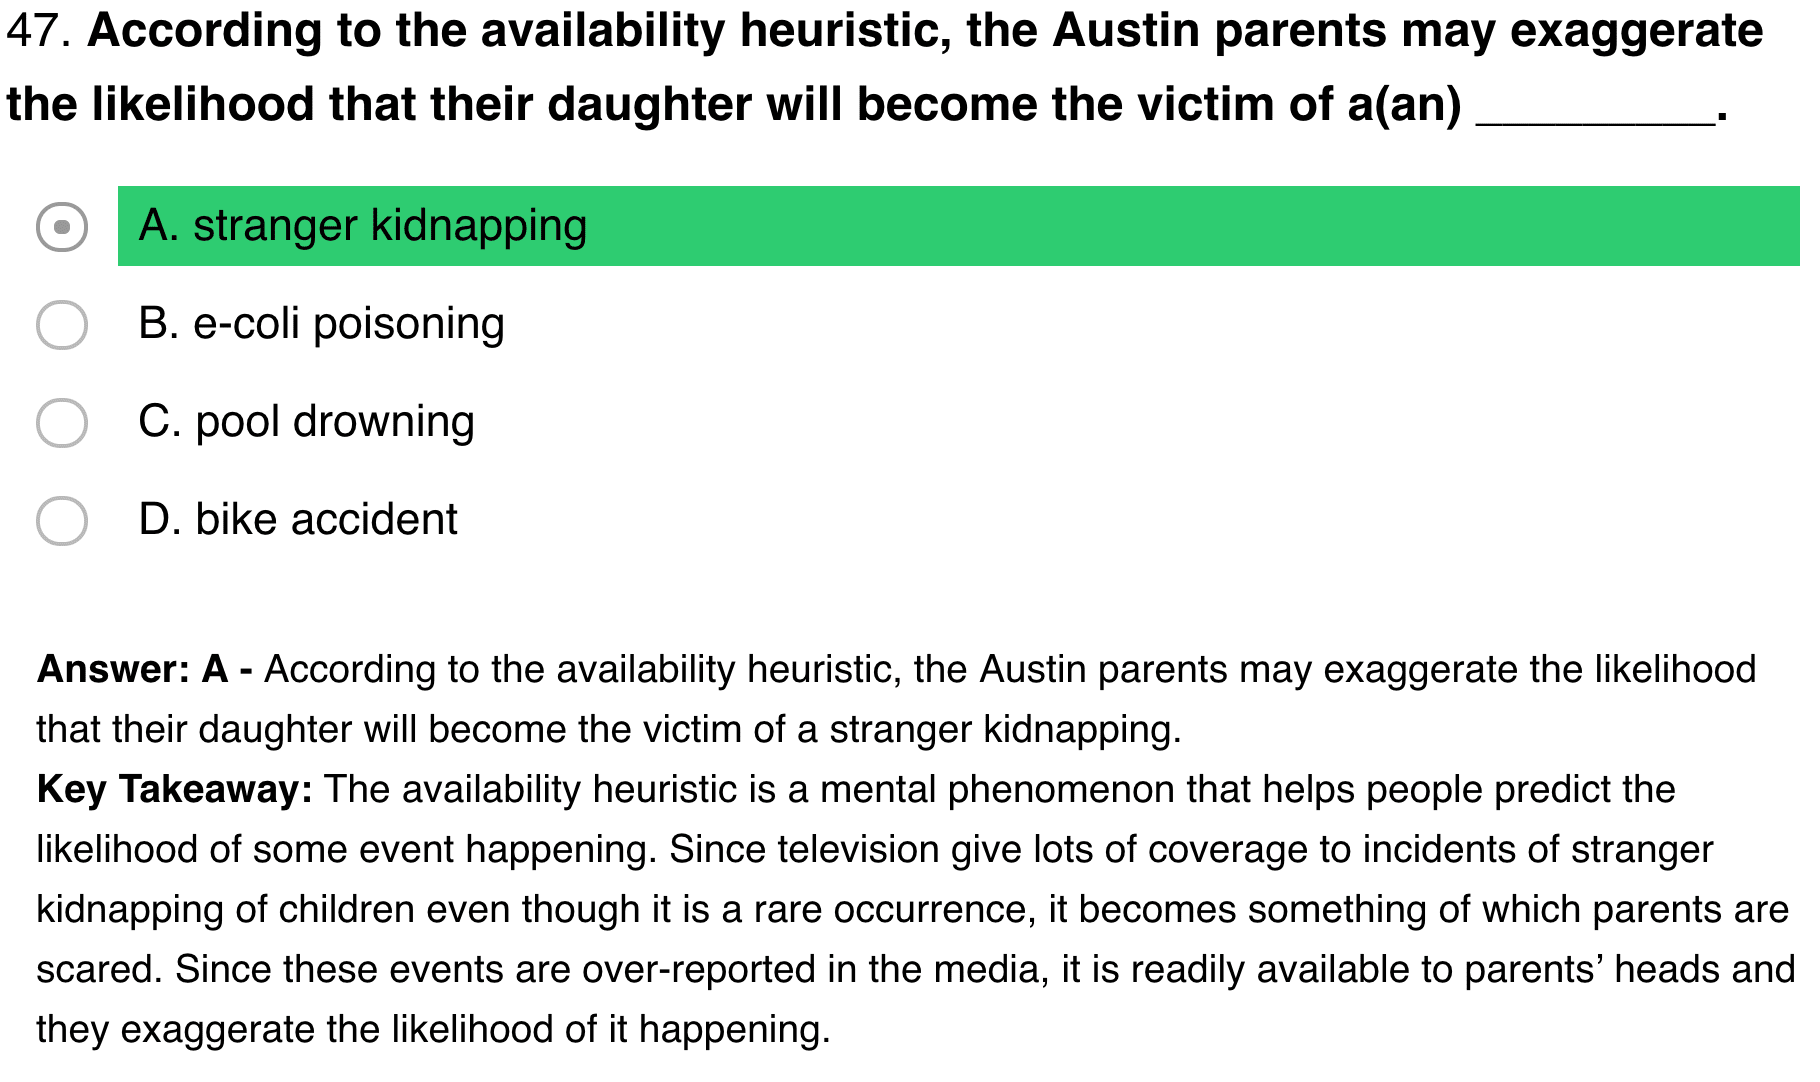 47. According to the availability heuristic, the Austin parents may exaggerate
the likelihood that their daughter will become the victim of a(an) _________.
A. stranger kidnapping
B. e-coli poisoning
C. pool drowning
D. bike accident
Answer: A - According to the availability heuristic, the Austin parents may exaggerate the likelihood
that their daughter will become the victim of a stranger kidnapping.
Key Takeaway: The availability heuristic is a mental phenomenon that helps people predict the
likelihood of some event happening. Since television give lots of coverage to incidents of stranger
kidnapping of children even though it is a rare occurrence, it becomes something of which parents are
scared. Since these events are over-reported in the media, it is readily available to parents’ heads and
they exaggerate the likelihood of it happening.